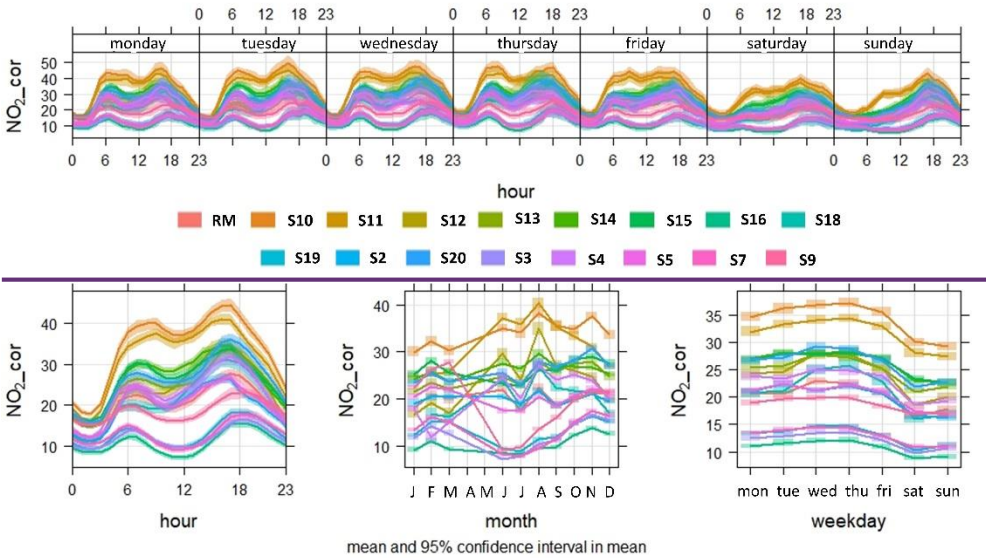 0 6 12 18 23 0 6 12 18 23 0 6 12 18 23
monday tuesday wednesday thursday friday saturday sunday
NO2_cor
50
40
30
20
10
0 6 12 18 23 0 6 12 18 23 0 6 12 18 23 0 6 12 18 23
hour
RM S10 S11 S12 S13 S14 S15 S16 S18
S19 S2 S20 S3 S4 S5 S7 S9
NO2_cor
40
30
20
10
0 6 12 18 23
hour
NO2_cor
40
30
20
10
J F M A M J J A S O N D
month
NO2_cor
35
30
25
20
15
10
mon tue wed thu fri sat sun
weekday
mean and 95% confidence interval in mean